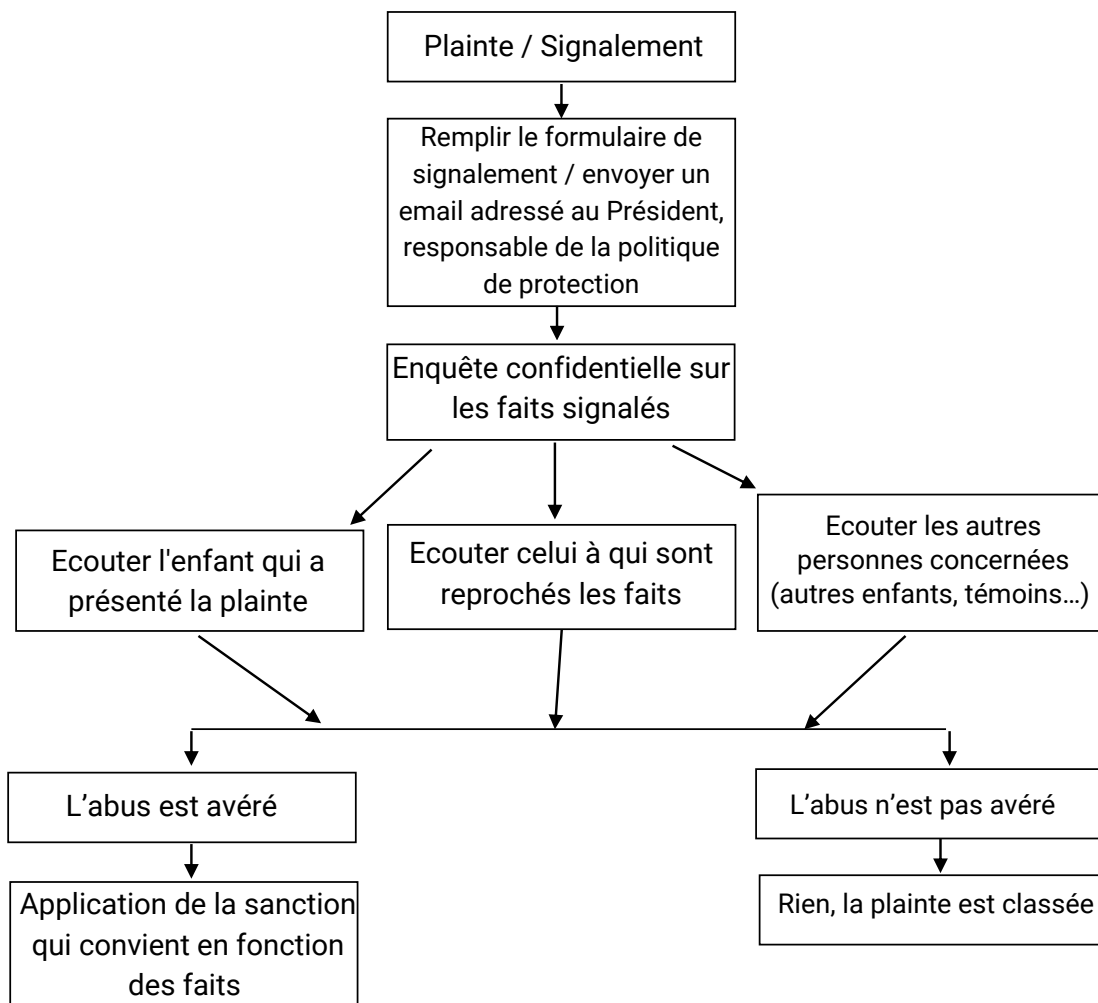 Plainte / Signalement
Remplir le formulaire de
signalement / envoyer un
email adressé au Président,
responsable de la politique
de protection
Enquête confidentielle sur
les faits signalés
Ecouter l'enfant qui a
présenté la plainte
Ecouter celui à qui sont
reprochés les faits
Ecouter les autres
personnes concernées
(autres enfants, témoins…)
L’abus est avéré
L’abus n’est pas avéré
Application de la sanction
qui convient en fonction
des faits
Rien, la plainte est classée